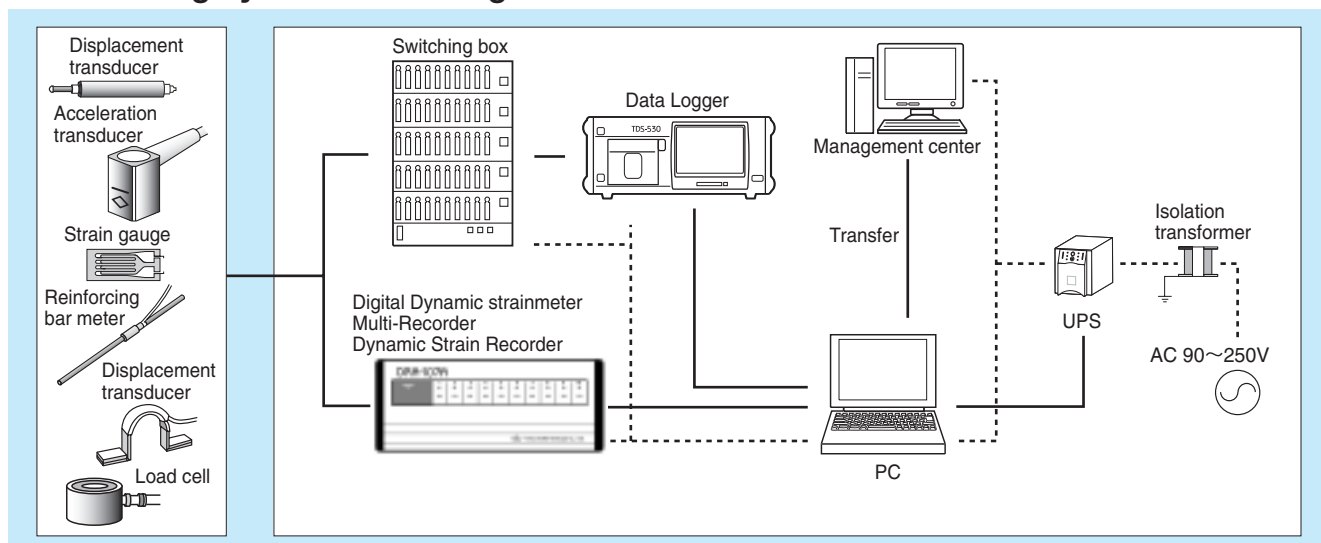 Displacement
transducer
Acceleration
transducer
Strain gauge
Reinforcing
bar meter
Displacement
transducer
Load cell
Switching box
Data Logger
TDS-530
Digital Dynamic strainmeter
Multi-Recorder
Dynamic Strain Recorder
Management center
Transfer
PC
UPS
Isolation
transformer
AC 90～250V